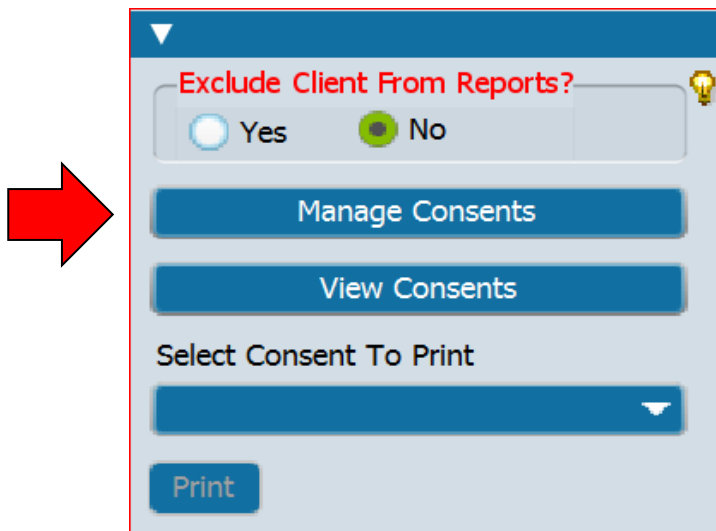 Exclude Client From Reports?
Yes No
Manage Consents
View Consents
Select Consent To Print
Print